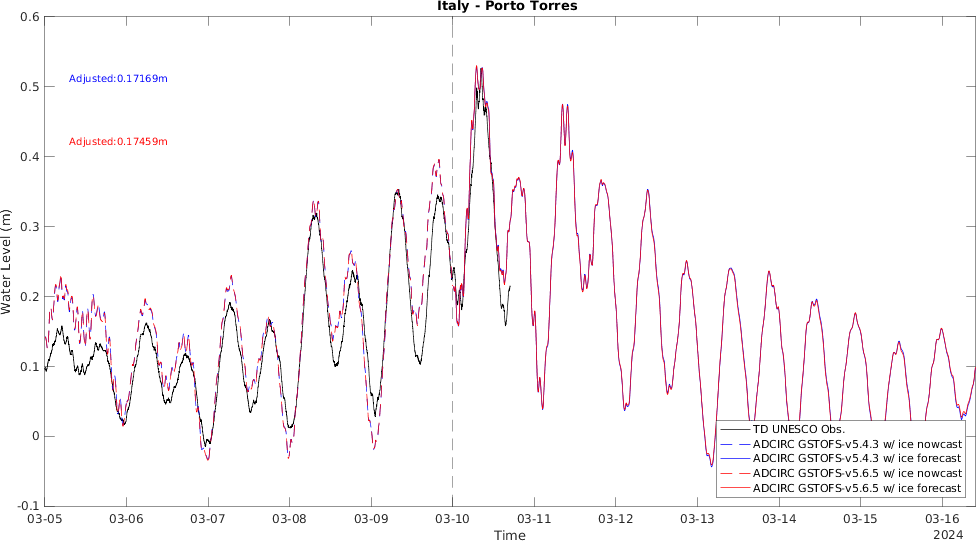 Italy - Porto Torres
0.6
0.5
0.4
0.3
0.2
0.1
0
-0.1
Water Level (m)
Adjusted:0.17169m
Adjusted:0.17459m
TD UNESCO Obs.
ADCIRC GSTOFS-v5.4.3 w/ ice nowcast
ADCIRC GSTOFS-v5.4.3 w/ ice forecast
ADCIRC GSTOFS-v5.6.5 w/ ice nowcast
ADCIRC GSTOFS-v5.6.5 w/ ice forecast
03-05 03-06 03-07 03-08 03-09 03-10 03-11 03-12 03-13 03-14 03-15 03-16
Time
2024